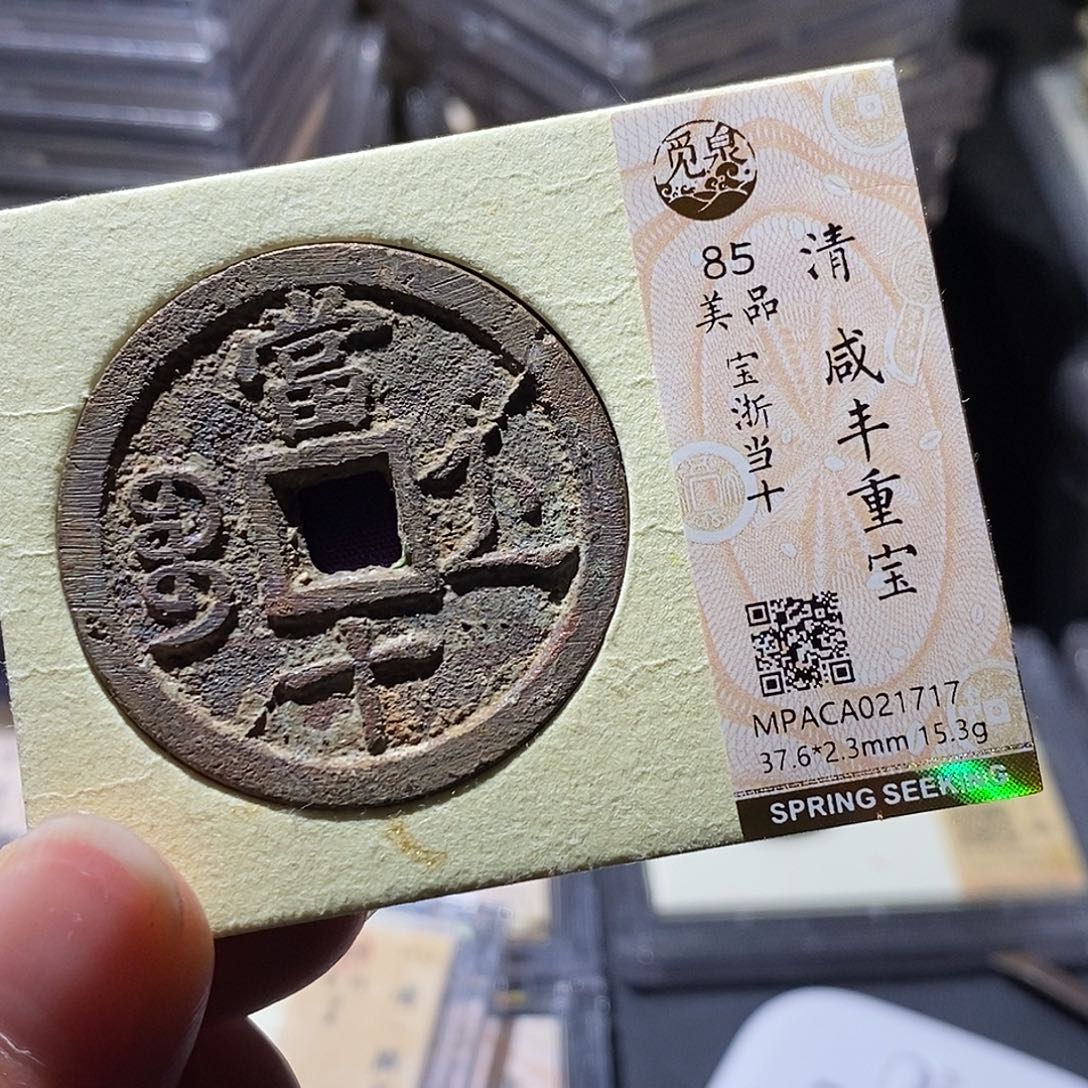 當
十
覓泉
清 咸丰重宝
85
美品
宝浙当十
MPACA021717
37.6*2.3mm 15.3g
SPRING SEEKING